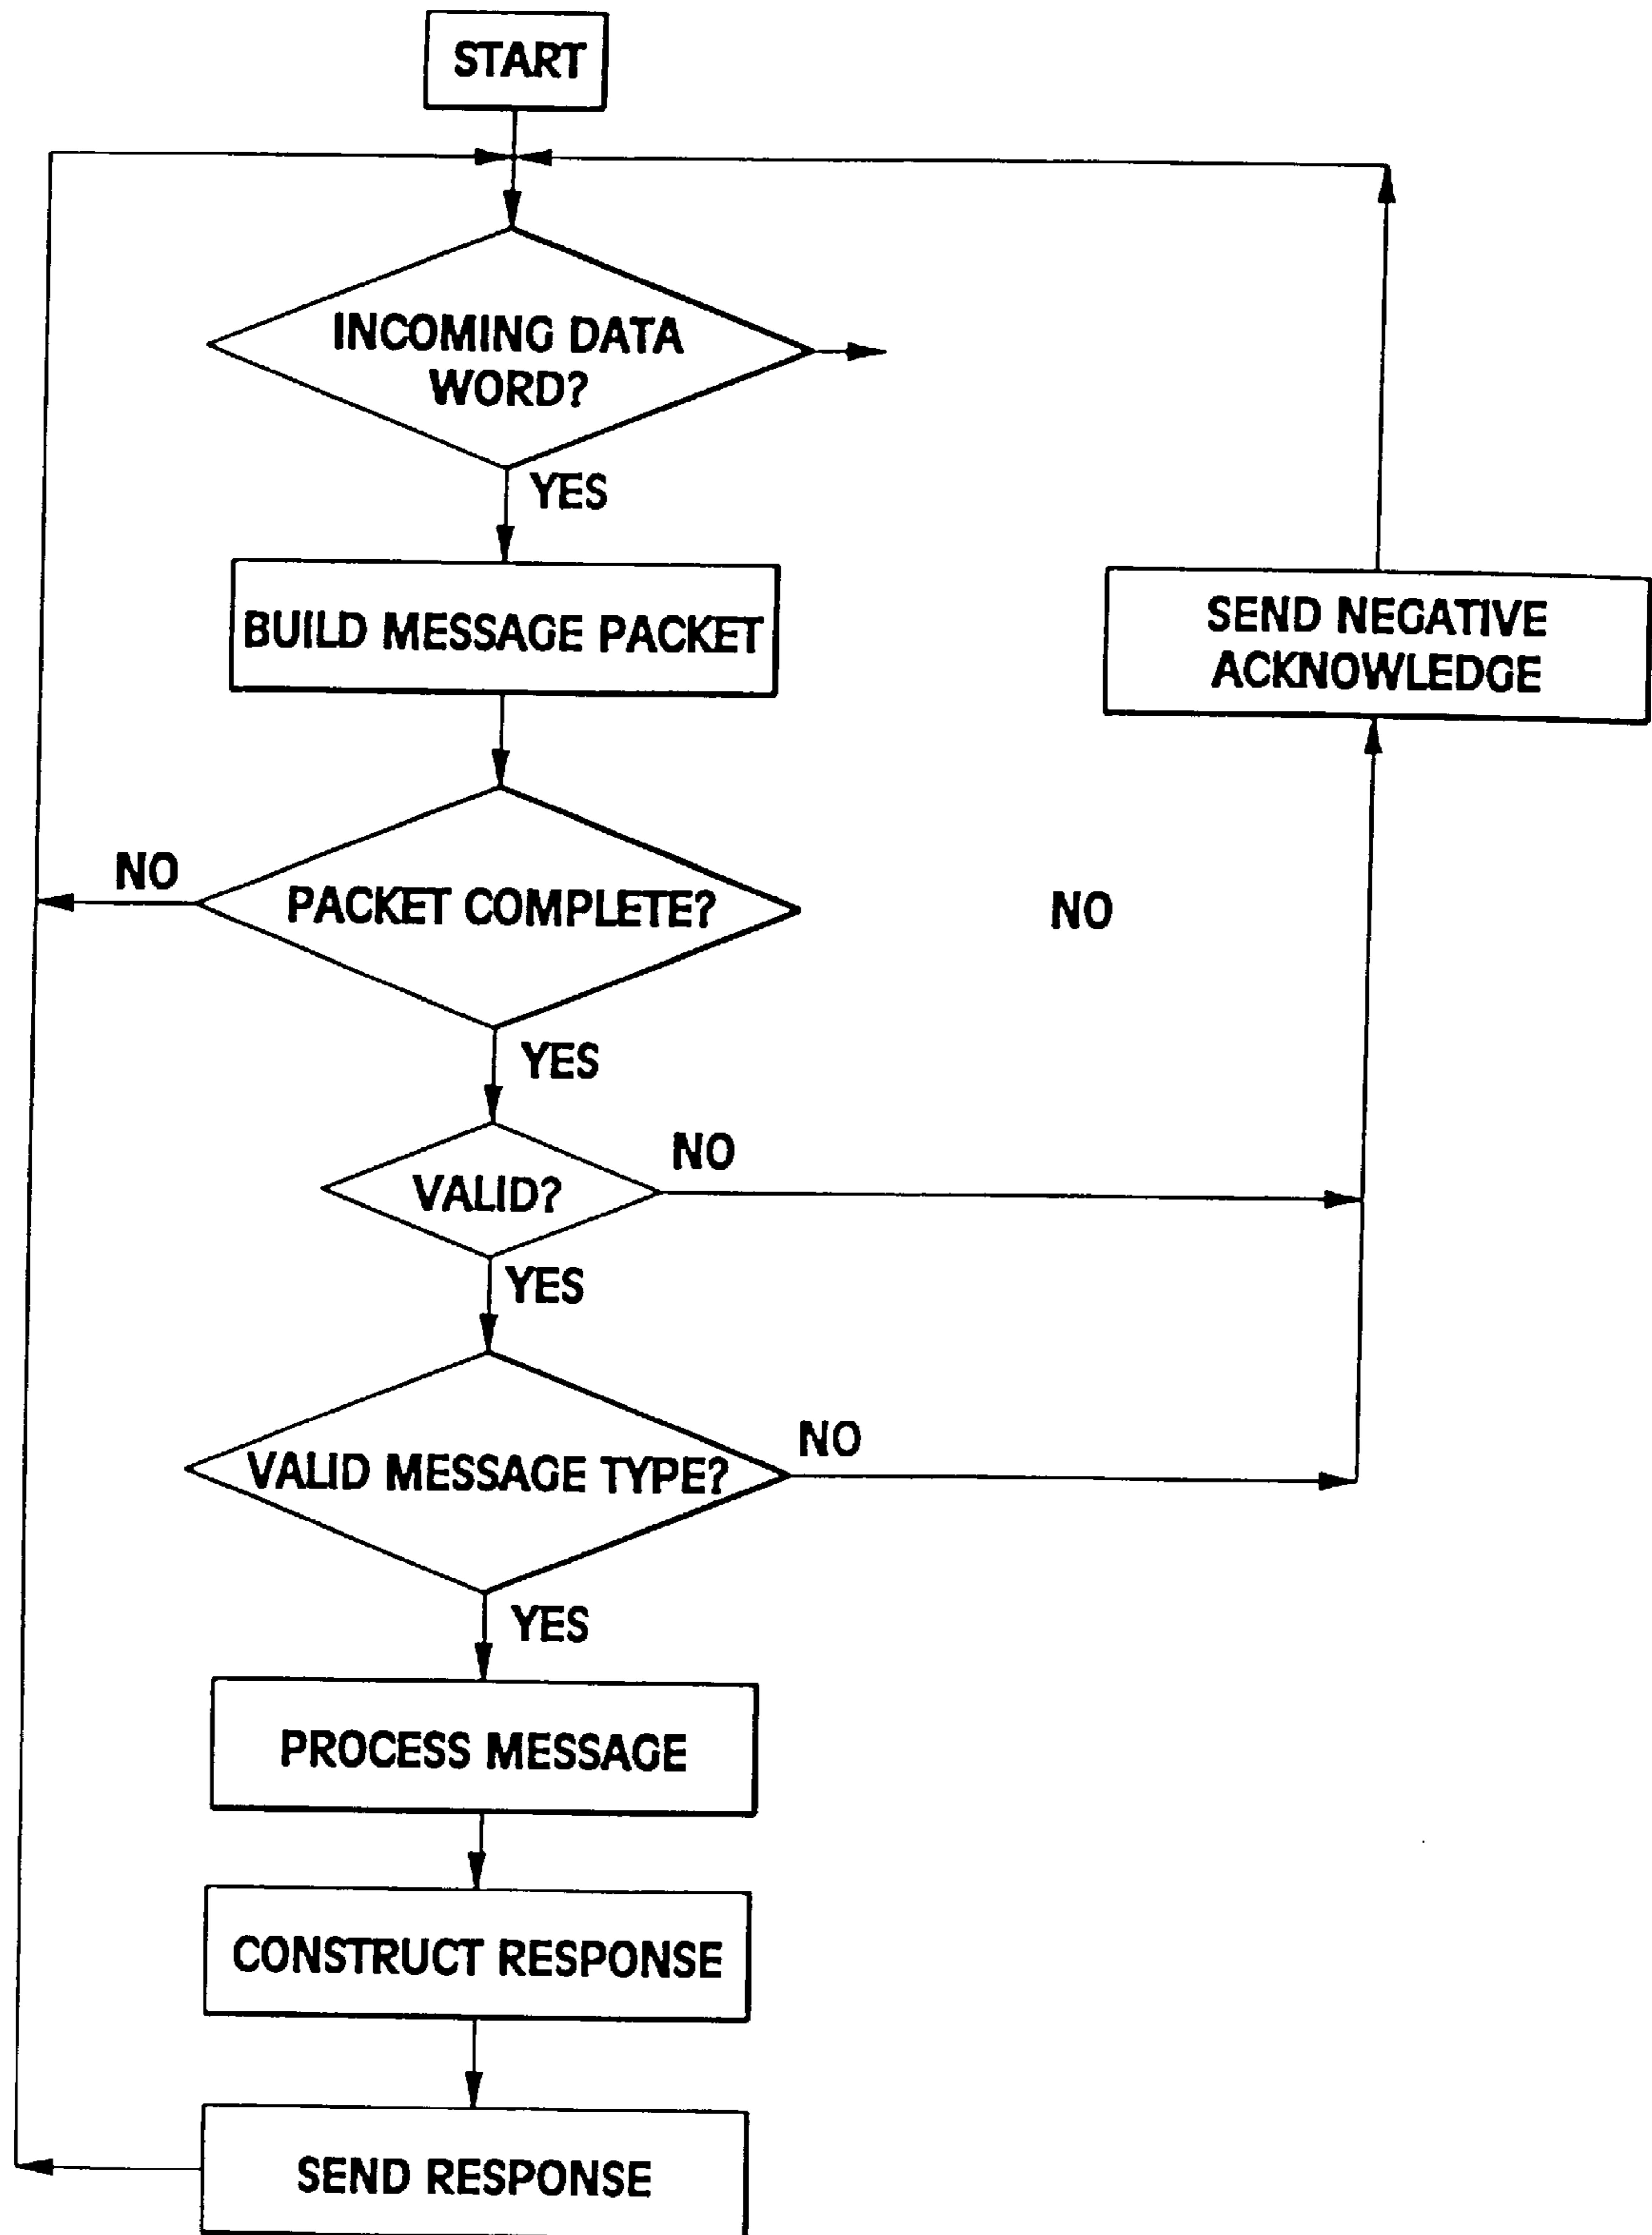 START
INCOMING DATA
WORD?
YES
BUILD MESSAGE PACKET
SEND NEGATIVE
ACKNOWLEDGE
NO
PACKET COMPLETE?
NO
YES
NO
VALID?
YES
NO
VALID MESSAGE TYPE?
YES
PROCESS MESSAGE
CONSTRUCT RESPONSE
SEND RESPONSE